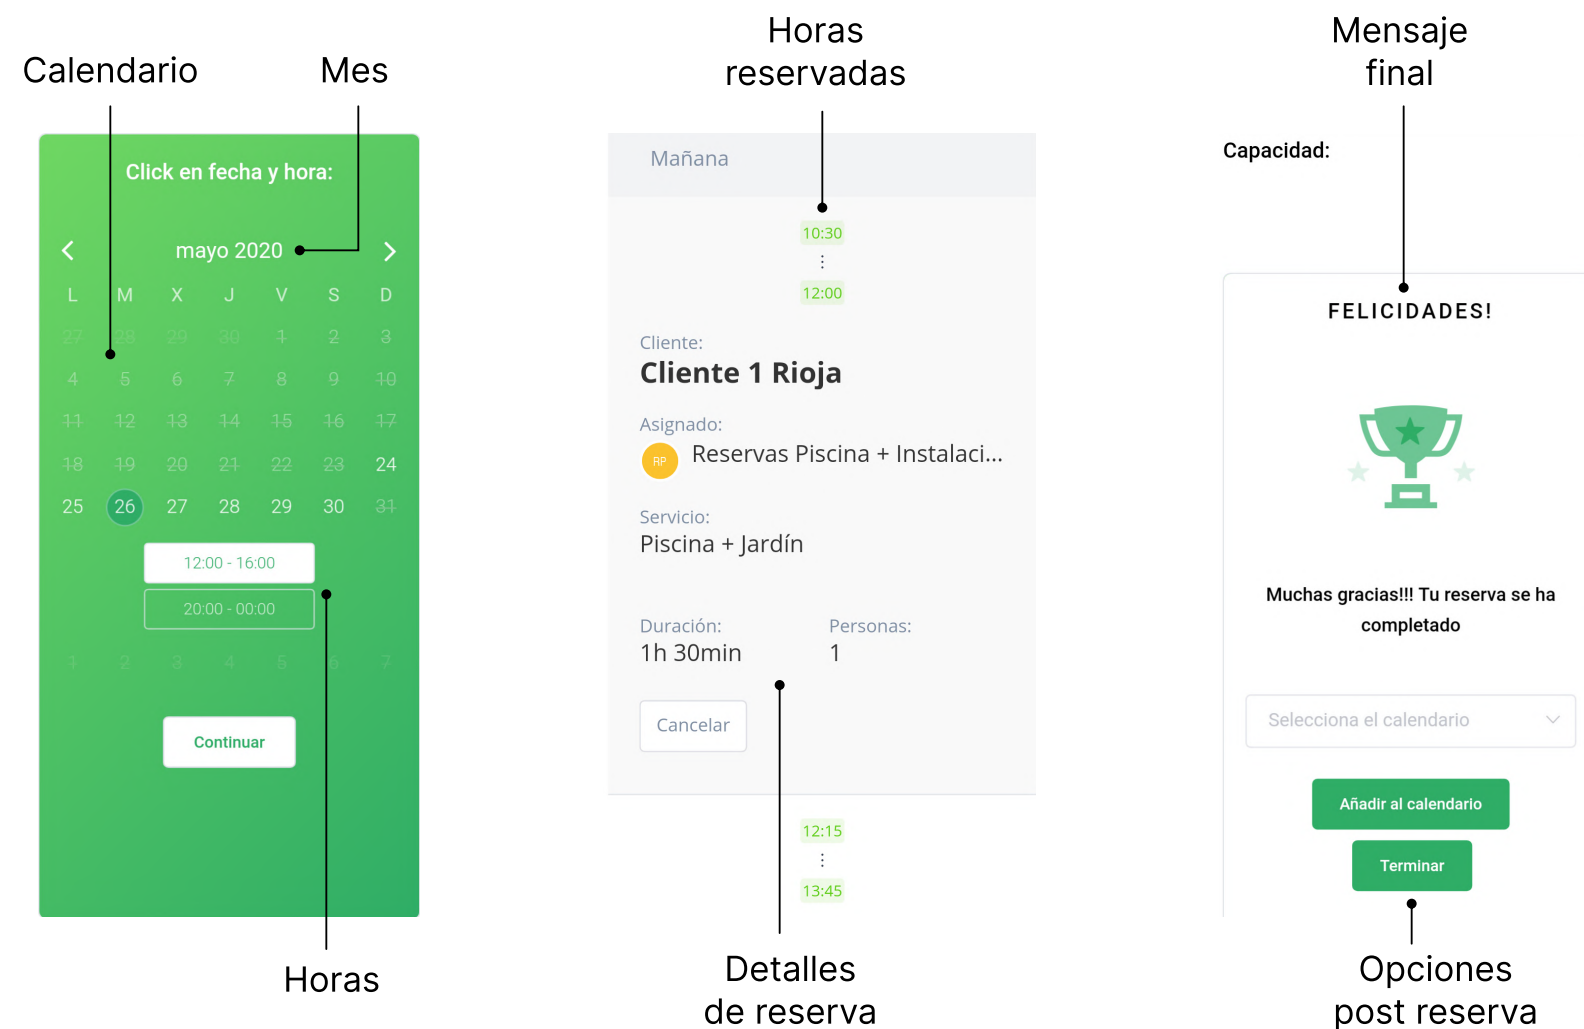 Calendario
Mes
Click en fecha y hora:
mayo 2020
L M X J V S D
27 28 29 30 1 2 3
4 5 6 7 8 9 10
11 12 13 14 15 16 17
18 19 20 21 22 23 24
25 26 27 28 29 30 31
12:00 - 16:00
20:00 - 00:00
1 2 3 4 5 6 7
Continuar
Horas
Horas
reservadas
Mañana
10:30
12:00
Cliente:
Cliente 1 Rioja
Asignado:
RP Reservas Piscina + Instalaci...
Servicio:
Piscina + Jardín
Duración: Personas:
1h 30min 1
Cancelar
12:15
13:45
Detalles
de reserva
Mensaje
final
Capacidad:
FELICIDADES!
Muchas gracias!!! Tu reserva se ha
completado
Selecciona el calendario
Añadir al calendario
Terminar
Opciones
post reserva